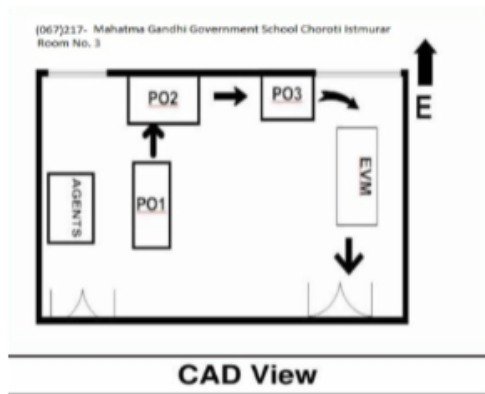 (067)217- Mahatma Gandhi Government School Choroti Istmurar
Room No. 3
PO2
PO3
E
EVM
AGENTS
PO1
CAD View